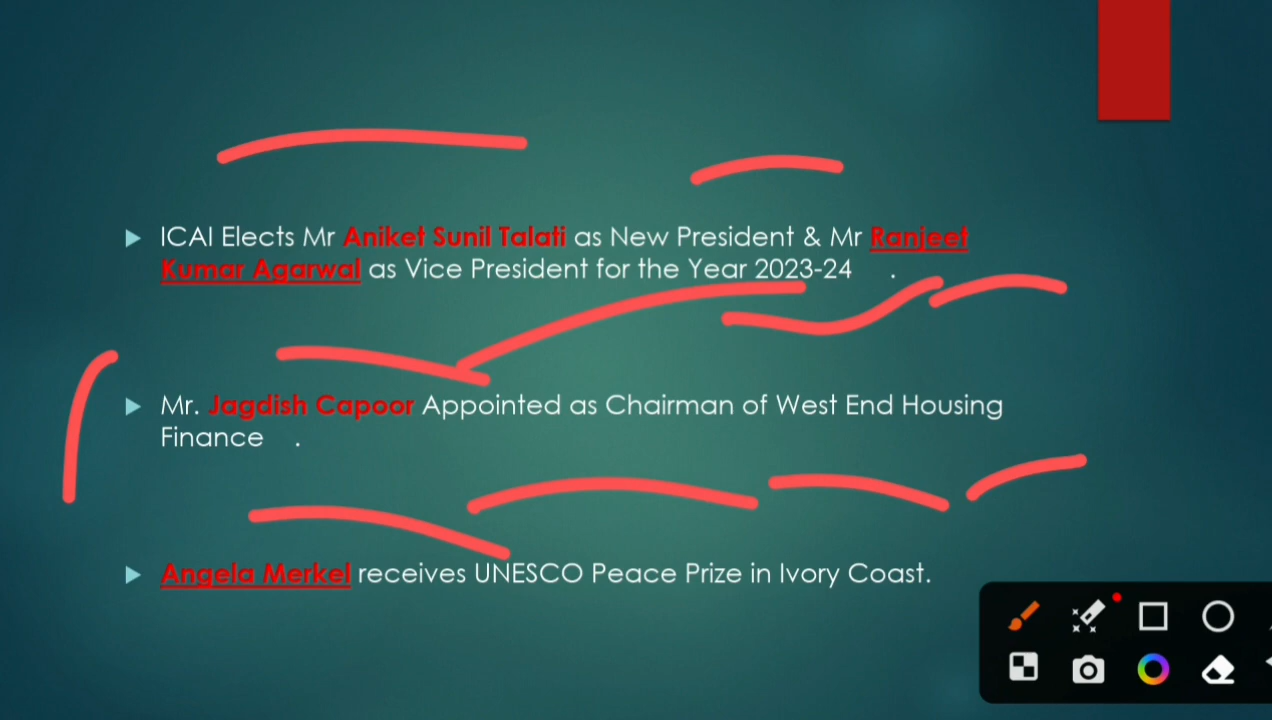 ICAI Elects Mr Aniket Sunil Talati as New President & Mr Ranjeet
Kumar Agarwal as Vice President for the Year 2023-24 .
Mr. Jagdish Capoor Appointed as Chairman of West End Housing
Finance .
Angela Merkel receives UNESCO Peace Prize in Ivory Coast.